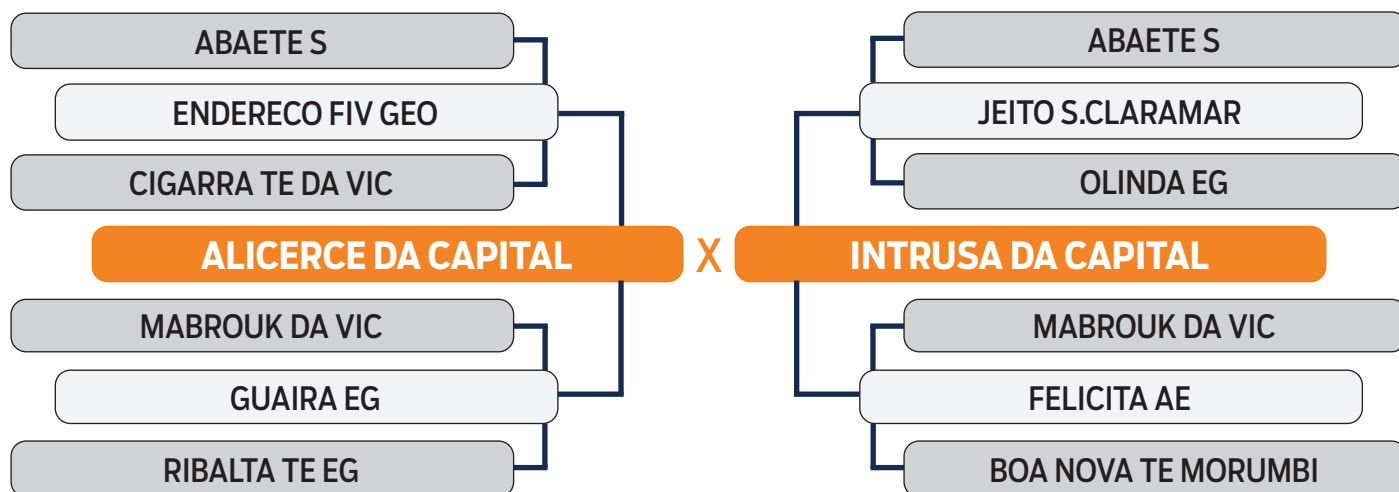 ABAETE S
ENDERECO FIV GEO
CIGARRA TE DA VIC
ALICERCE DA CAPITAL
MABROUK DA VIC
GUAIRA EG
RIBALTA TE EG
X
ABAETE S
JEITO S.CLARAMAR
OLINDA EG
INTRUSA DA CAPITAL
MABROUK DA VIC
FELICITA AE
BOA NOVA TE MORUMBI